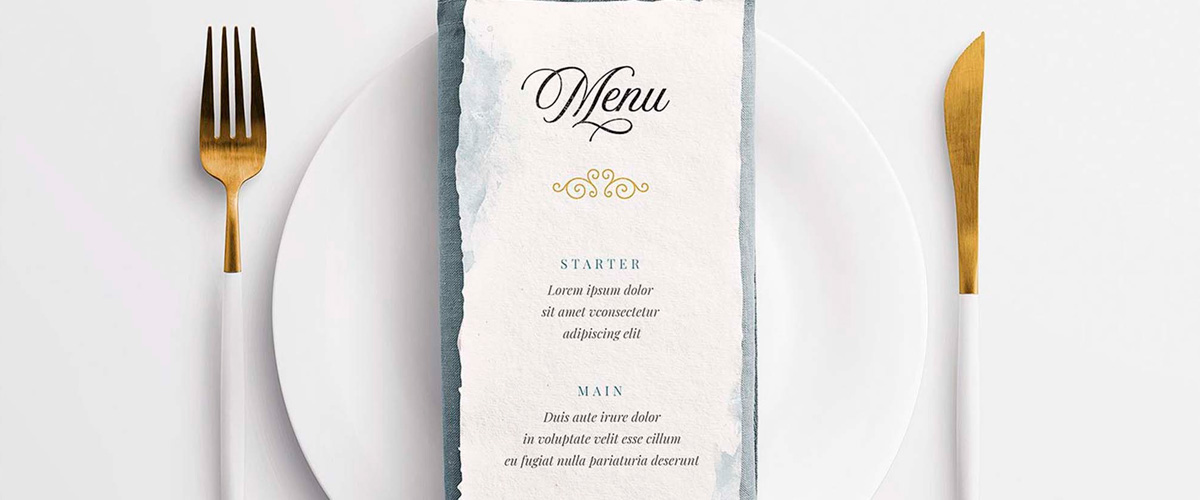 Menu
STARTER
Lorem ipsum dolor
sit amet vconsectetur
adipiscing elit
MAIN
Duis aute irure dolor
in voluptate velit esse cillum
eu fugiat nulla pariaturia deserunt